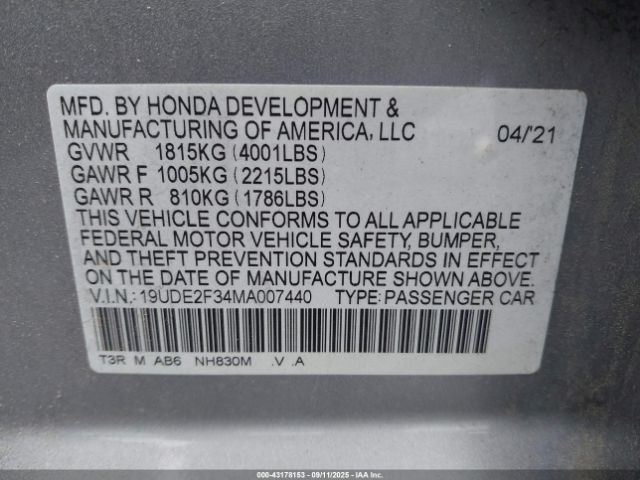 MFD. BY HONDA DEVELOPMENT &
MANUFACTURING OF AMERICA, LLC 04/'21
GVWR 1815KG (4001LBS)
GAWR F 1005KG (2215LBS)
GAWR R 810KG (1786LBS)
THIS VEHICLE CONFORMS TO ALL APPLICABLE
FEDERAL MOTOR VEHICLE SAFETY, BUMPER,
AND THEFT PREVENTION STANDARDS IN EFFECT
ON THE DATE OF MANUFACTURE SHOWN ABOVE.
V.I.N.: 19UDE2F34MA007440 TYPE: PASSENGER CAR
T3R M AB6 NH830M .V .A
000-43178153 - 09/11/2025 - IAAI Inc.